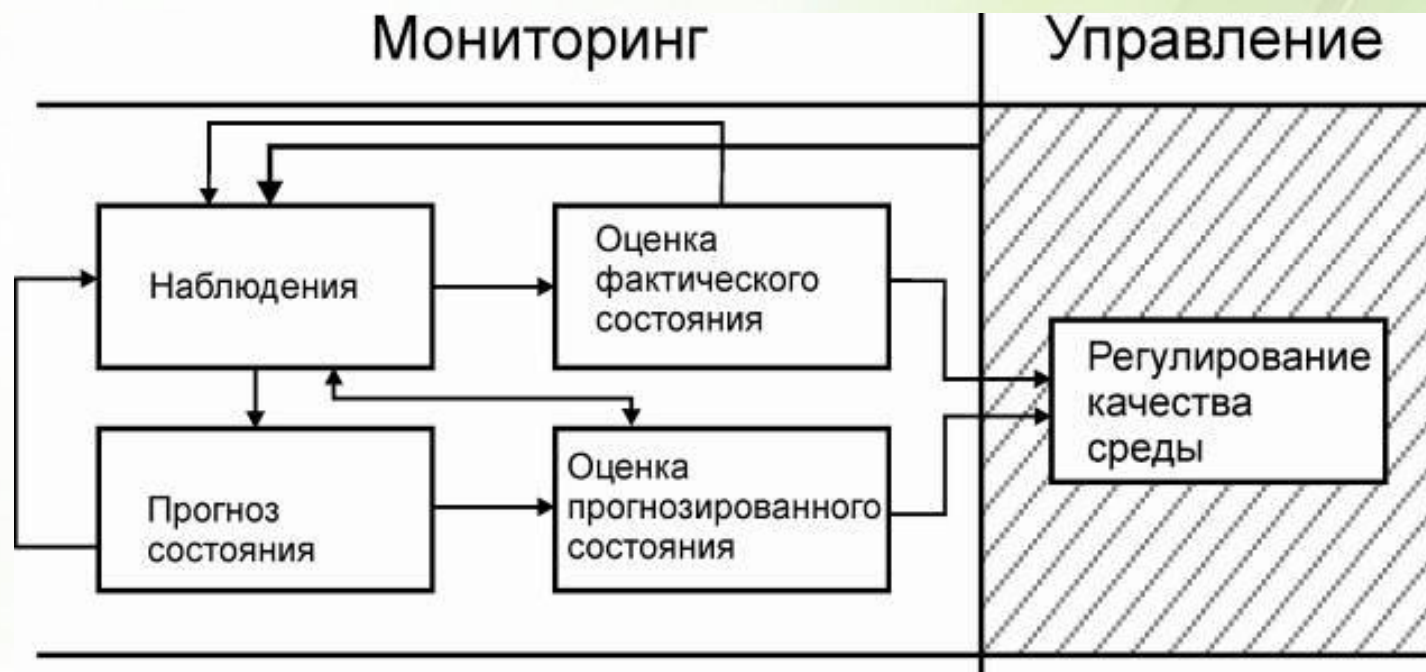 Мониторинг
Управление
Наблюдения
Оценка
фактического
состояния
Прогноз
состояния
Оценка
прогнозированного
состояния
Регулирование
качества
среды